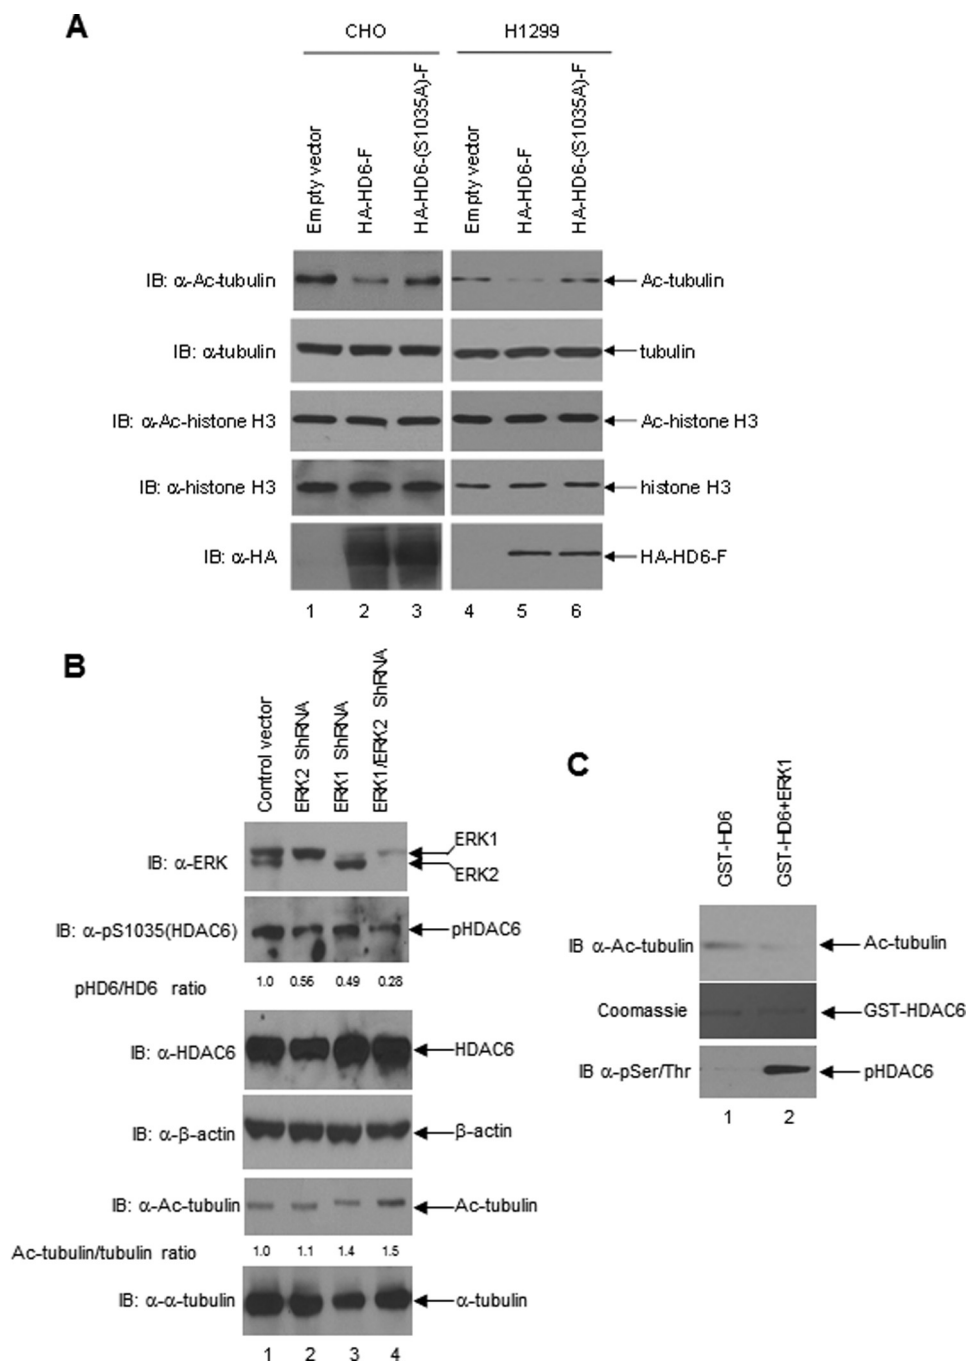 A
CHO H1299
Empty vector
HA-HD6-F
HA-HD6-(S1035A)-F
Empty vector
HA-HD6-F
HA-HD6-(S1035A)-F
IB: α-Ac-tubulin Ac-tubulin
IB: α-tubulin tubulin
IB: α-Ac-histone H3 Ac-histone H3
IB: α-histone H3 histone H3
IB: α-HA HA-HD6-F
1 2 3 4 5 6
B
Control vector
ERK2 ShRNA
ERK1 ShRNA
ERK1/ERK2 ShRNA
IB: α-ERK ERK1
ERK2
IB: α-pS1035(HDAC6) pHDAC6
pHD6/HD6 ratio 1.0 0.56 0.49 0.28
IB: α-HDAC6 HDAC6
IB: α-β-actin β-actin
IB: α-Ac-tubulin Ac-tubulin
Ac-tubulin/tubulin ratio 1.0 1.1 1.4 1.5
IB: α-α-tubulin α-tubulin
1 2 3 4
C
GST-HD6
GST-HD6+ERK1
IB α-Ac-tubulin Ac-tubulin
Coomassie GST-HDAC6
IB α-pSer/Thr pHDAC6
1 2